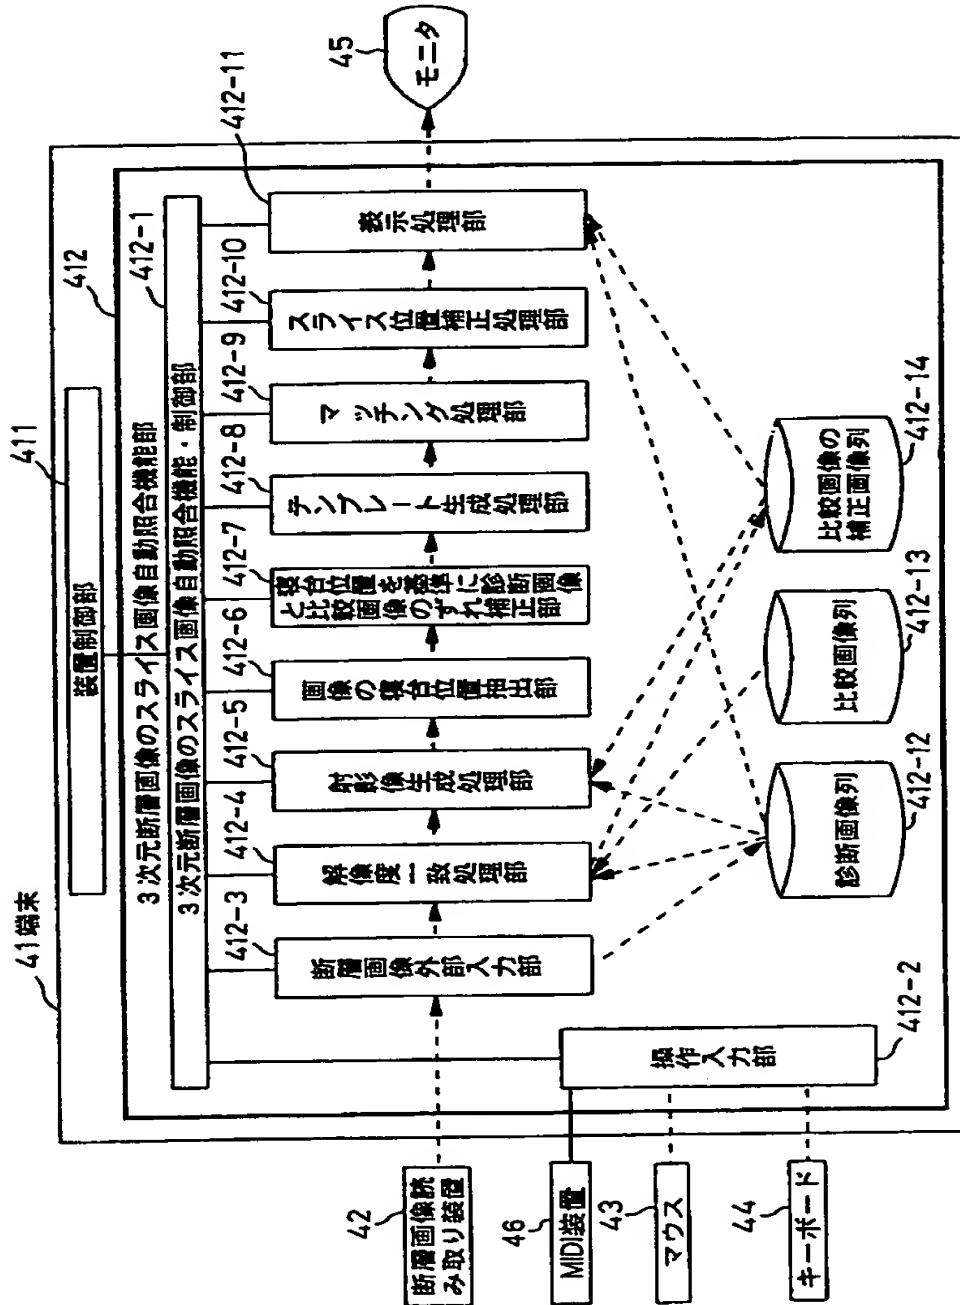 41端末
411
装置制御部
412
3次元断層画像のスライス画像自動照合機能部
412-1
3次元断層画像のスライス画像自動照合機能・制御部
412-3
断層画像外部入力部
412-4
解像度一致処理部
412-5
射影像生成処理部
412-6
画像の寝台位置抽出部
412-7
寝台位置を基準に診断画像
と比較画像のずれ補正部
412-8
テンプレート生成処理部
412-9
マッチング処理部
412-10
スライス位置補正処理部
412-11
表示処理部
45
モニタ
42
断層画像読
み取り装置
46
MIDI装置
43
マウス
44
キーボード
操作入力部
412-2
診断画像列
412-12
比較画像列
412-13
比較画像の
補正画像列
412-14